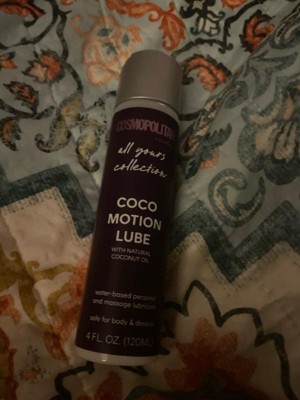 COSMOPOLITAN
all yours
collection
COCO
MOTION
LUBE
WITH NATURAL
COCONUT OIL
water-based personal
and massage lubricant
safe for body &
4 FL. OZ. (120ML)